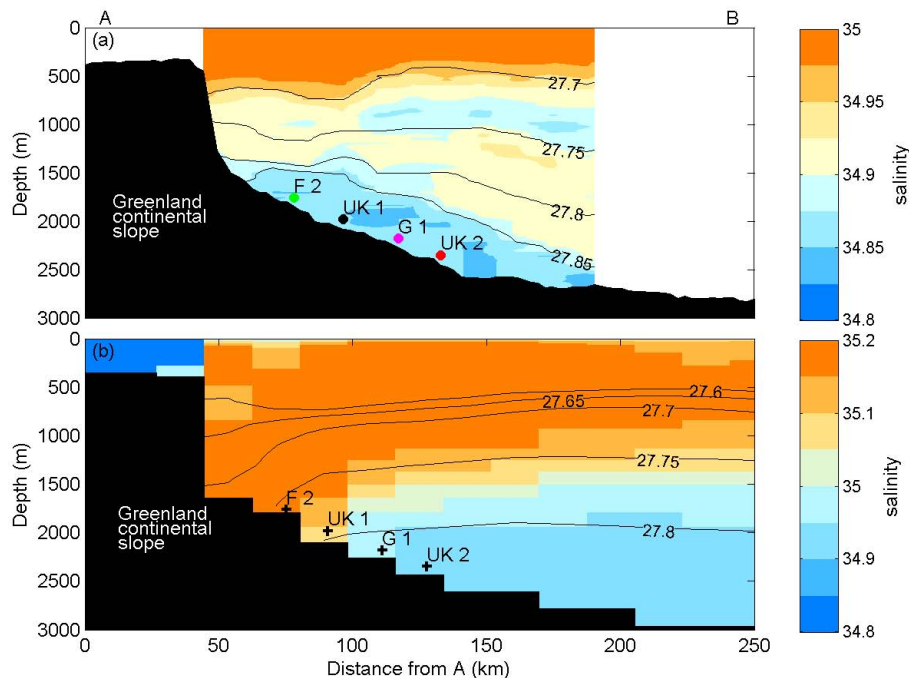 A B
(a)
0
500
1000
1500
2000
2500
3000
Depth (m)
27.7
27.75
27.8
27.85
Greenland
continental
slope
F 2
UK 1
G 1
UK 2
35
34.95
34.9
34.85
34.8
salinity
(b)
0
500
1000
1500
2000
2500
3000
Depth (m)
27.6
27.65
27.7
27.75
27.8
Greenland
continental
slope
F 2
UK 1
G 1
UK 2
0 50 100 150 200 250
Distance from A (km)
35.2
35.1
35
34.9
34.8
salinity